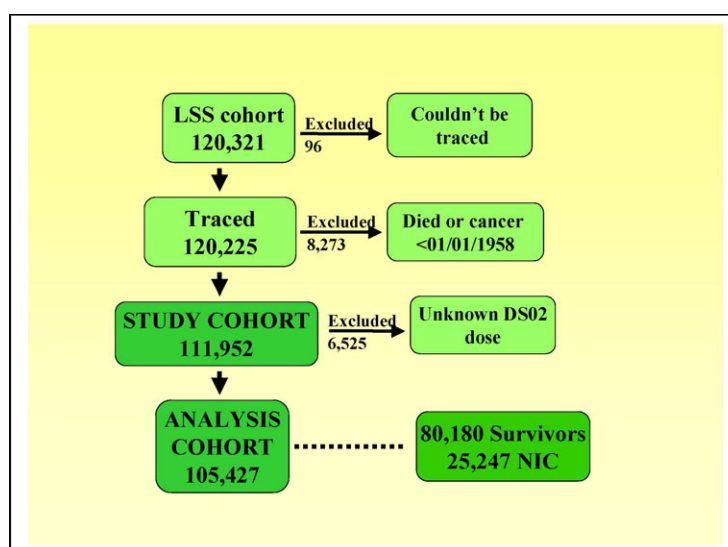 LSS cohort
120,321
Excluded
96
Couldn't be
traced
Traced
120,225
Excluded
8,273
Died or cancer
<01/01/1958
STUDY COHORT
111,952
Excluded
6,525
Unknown DS02
dose
ANALYSIS
COHORT
105,427
80,180 Survivors
25,247 NIC